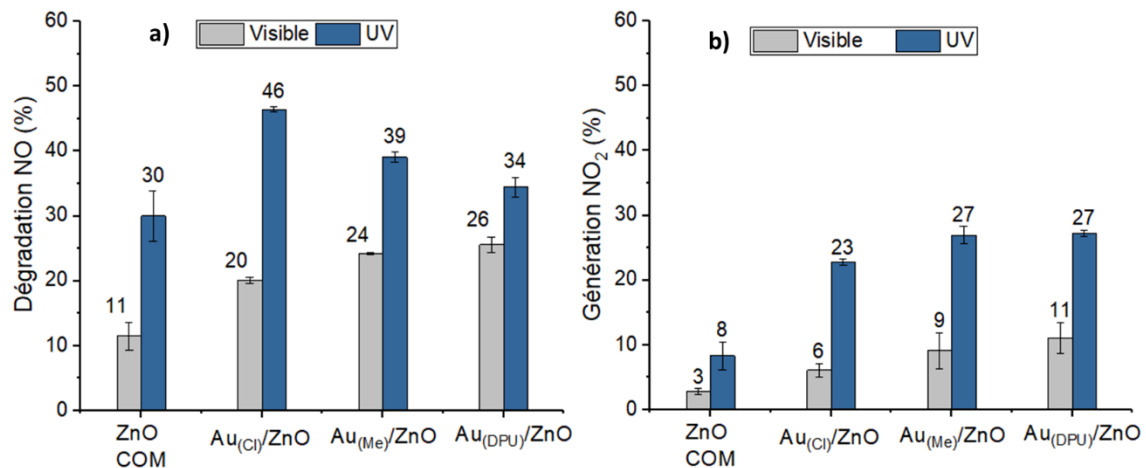 a)
Visible
UV
Dégradation NO (%)
60
50
40
30
20
10
0
11
30
20
46
24
39
26
34
ZnO
COM
Au(Cl)/ZnO
Au(Me)/ZnO
Au(DPU)/ZnO
b)
Visible
UV
Génération NO2 (%)
60
50
40
30
20
10
0
3
8
6
23
9
27
11
27
ZnO
COM
Au(Cl)/ZnO
Au(Me)/ZnO
Au(DPU)/ZnO